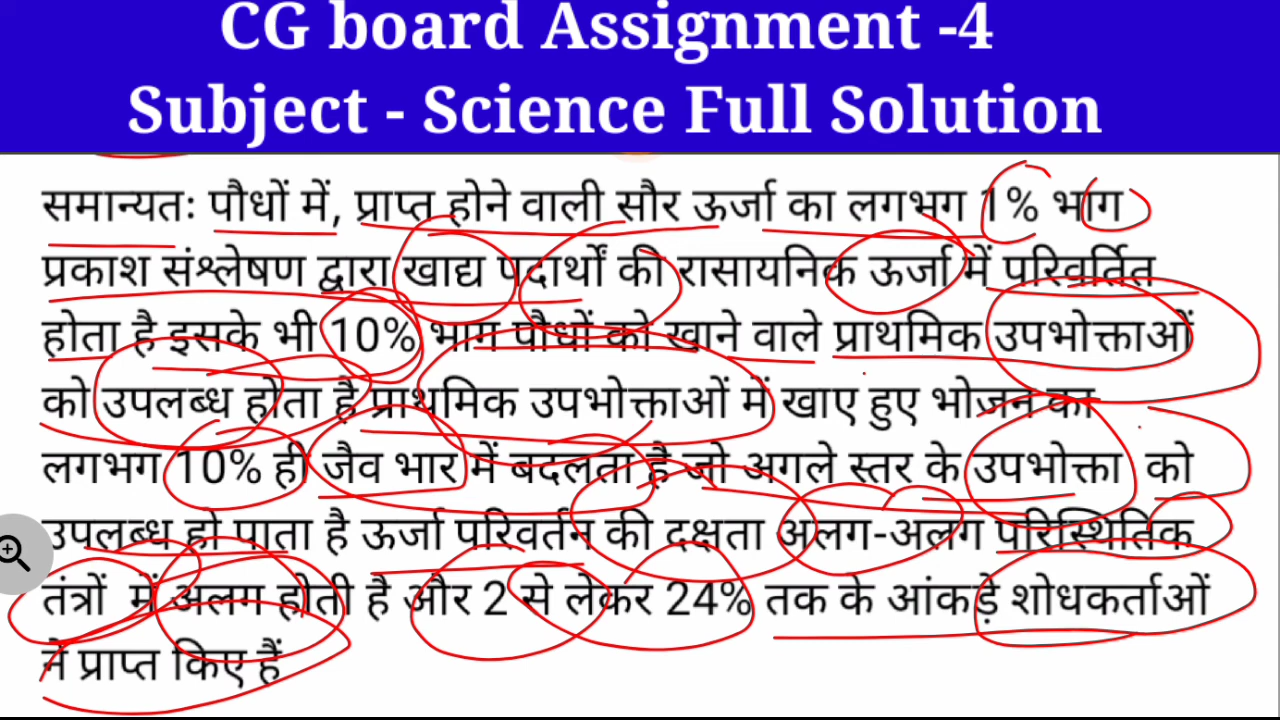 CG board Assignment -4
Subject - Science Full Solution
समान्यतः पौधों में, प्राप्त होने वाली सौर ऊर्जा का लगभग 1% भाग
प्रकाश संश्लेषण द्वारा खाद्य पदार्थों की रासायनिक ऊर्जा में परिवर्तित
होता है इसके भी 10% भाग पौधों को खाने वाले प्राथमिक उपभोक्ताओं
को उपलब्ध होता है प्राथमिक उपभोक्ताओं में खाए हुए भोजन का
लगभग 10% ही जैव भार में बदलता है जो अगले स्तर के उपभोक्ता को
उपलब्ध हो पाता है ऊर्जा परिवर्तन की दक्षता अलग-अलग परिस्थितिक
तंत्रों में अलग होती है और 2 से लेकर 24% तक के आंकड़े शोधकर्ताओं
ने प्राप्त किए हैं